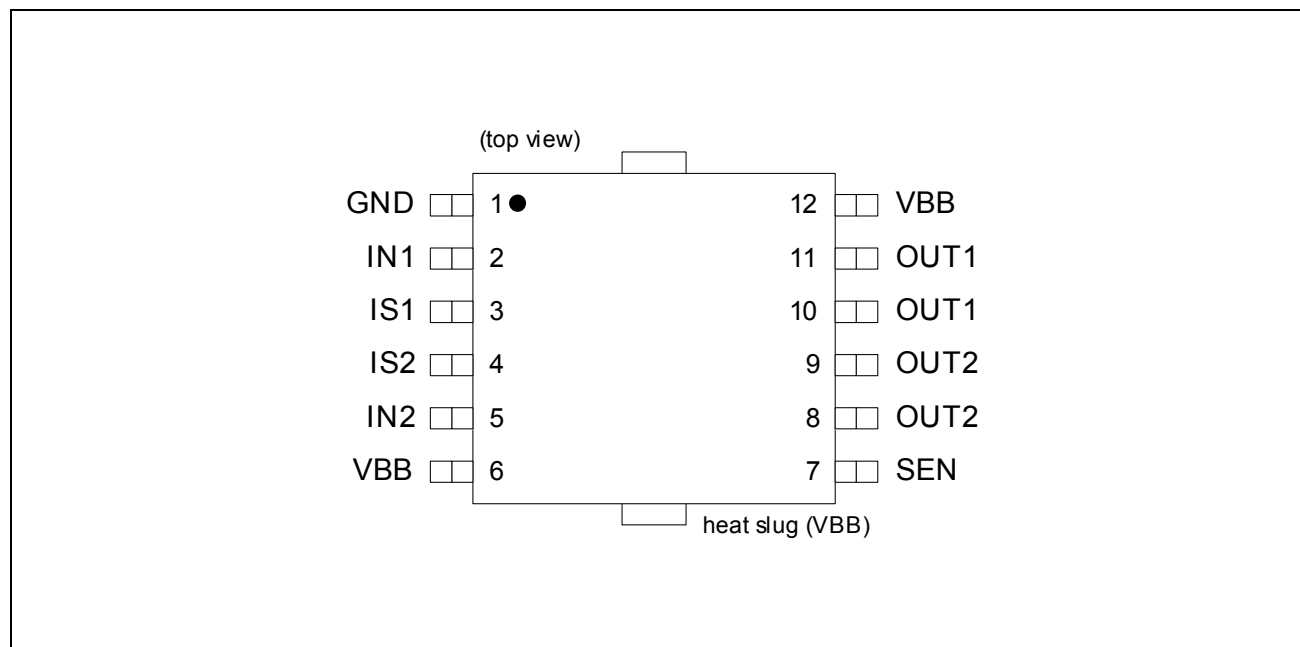 (top view)
GND 1 12 VBB
IN1 2 11 OUT1
IS1 3 10 OUT1
IS2 4 9 OUT2
IN2 5 8 OUT2
VBB 6 7 SEN
heat slug (VBB)